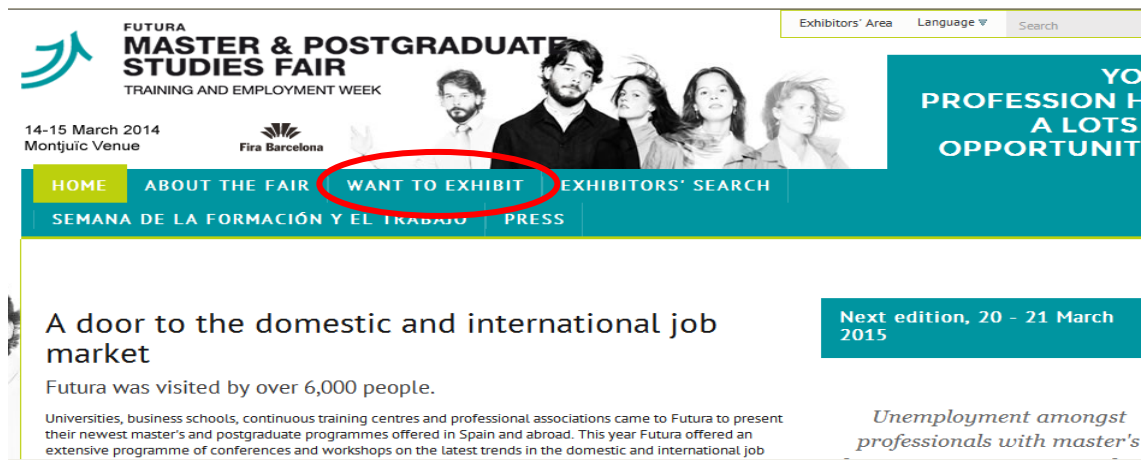 FUTURA
MASTER & POSTGRADUATE
STUDIES FAIR
TRAINING AND EMPLOYMENT WEEK
14-15 March 2014
Montjuïc Venue
Fira Barcelona
Exhibitors' Area Language Search
YO
PROFESSION H
A LOTS
OPPORTUNIT
HOME ABOUT THE FAIR WANT TO EXHIBIT EXHIBITORS' SEARCH
SEMANA DE LA FORMACIÓN Y EL TRABAJO PRESS
A door to the domestic and international job
market
Futura was visited by over 6,000 people.
Universities, business schools, continuous training centres and professional associations came to Futura to present
their newest master's and postgraduate programmes offered in Spain and abroad. This year Futura offered an
extensive programme of conferences and workshops on the latest trends in the domestic and international job
Next edition, 20 - 21 March
2015
Unemployment amongst
professionals with master's